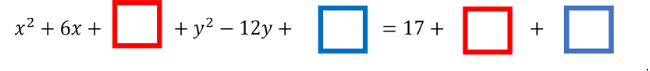 x² + 6x + □ + y² − 12y + □ = 17 + □ + □